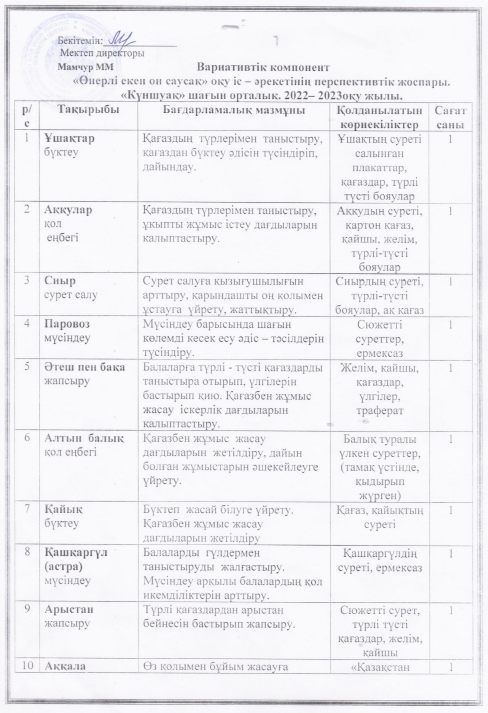 Бекітемін:
Мектеп директоры
Мамчур ММ
Вариативтік компонент
«Өнерлі екен он саусақ» оқу іс – әрекетінің перспективтік жоспары.
«Күншуақ» шағын орталық. 2022– 2023оқу жылы.
р/с Тақырыбы Бағдарламалық мазмұны Қолданылатын көрнекіліктер Сағат саны
1 Ұшақтар
бүктеу
Қағаздың түрлерімен таныстыру,
қағаздан бүктеу әдісін түсіндіріп,
дайындау.
Ұшақтың суреті
салынған
плакаттар,
қағаздар, түрлі
түсті бояулар
1
2 Аққулар
қол
еңбегі
Қағаздың түрлерімен таныстыру,
ұқыпты жұмыс істеу дағдыларын
қалыптастыру.
Аққудың суреті,
картон қағаз,
қайшы, желім,
түрлі-түсті
бояулар
1
3 Сиыр
сурет салу
Сурет салуға қызығушылығын
арттыру, қарындашты оң қолымен
ұстауға үйрету, жаттықтыру.
Сиырдың суреті,
түрлі-түсті
бояулар, ақ қағаз
1
4 Паровоз
мүсіндеу
Мүсіндеу барысында шағын
көлемді кесек есу әдіс – тәсілдерін
түсіндіру.
Сюжетті
суреттер,
ермексаз
1
5 Әтеш пен бақа
жапсыру
Балаларға түрлі - түсті қағаздарды
таныстыра отырып, үлгілерін
бастырып қию. Қағазбен жұмыс
жасау іскерлік дағдыларын
қалыптастыру.
Желім, қайшы,
қағаздар,
үлгілер,
траферат
1
6 Алтын балық
қол еңбегі
Қағазбен жұмыс жасау
дағдыларын жетілдіру, дайын
болған жұмыстарын әшекейлеуге
үйрету.
Балық туралы
үлкен суреттер,
(тамақ үстінде,
қыдырып
жүрген)
1
7 Қайық
бүктеу
Бүктеп жасай білуге үйрету.
Қағазбен жұмыс жасау
дағдыларын жетілдіру
Қағаз, қайықтың
суреті
1
8 Қашқаргүл
(астра)
мүсіндеу
Балаларды гүлдермен
таныстыруды жалғастыру.
Мүсіндеу арқылы балалардың қол
икемділіктерін арттыру.
Қашқаргүлдің
суреті, ермексаз
1
9 Арыстан
жапсыру
Түрлі қағаздардан арыстан
бейнесін бастырып жапсыру.
Сюжетті сурет,
түрлі түсті
қағаздар, желім,
қайшы
1
10 Аққала Өз қолымен бұйым жасауға «Қазақстан 1